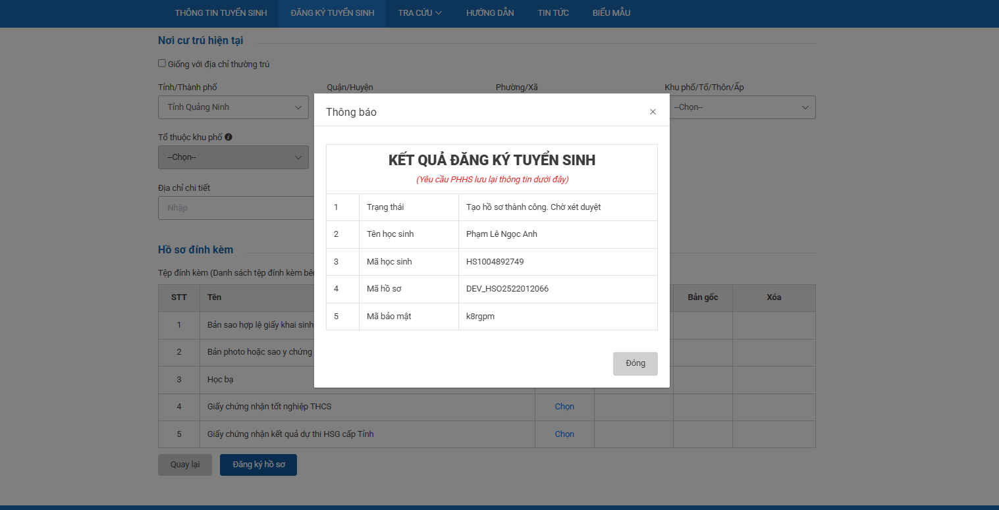 THÔNG TIN TUYỂN SINH ĐĂNG KÝ TUYỂN SINH TRA CỨU HƯỚNG DẪN TIN TỨC BIỂU MẪU
Nơi cư trú hiện tại
Giống với địa chỉ thường trú
Tỉnh/Thành phố Quận/Huyện Phường/Xã Khu phố/Tổ/Thôn/Ấp
Tỉnh Quảng Ninh --Chọn--
Tổ thuộc khu phố
--Chọn--
Địa chỉ chi tiết
Nhập
Hồ sơ đính kèm
Tệp đính kèm (Danh sách tệp đính kèm bên
STT Tên Bản gốc Xóa
1 Bản sao hợp lệ giấy khai sinh
2 Bản photo hoặc sao y chứng
3 Học bạ
4 Giấy chứng nhận tốt nghiệp THCS Chọn
5 Giấy chứng nhận kết quả dự thi HSG cấp Tỉnh Chọn
Quay lại Đăng ký hồ sơ
Thông báo
KẾT QUẢ ĐĂNG KÝ TUYỂN SINH
(Yêu cầu PHHS lưu lại thông tin dưới đây)
1 Trạng thái Tạo hồ sơ thành công. Chờ xét duyệt
2 Tên học sinh Phạm Lê Ngọc Anh
3 Mã học sinh HS1004892749
4 Mã hồ sơ DEV_HSO2522012066
5 Mã bảo mật k8rgpm
Đóng